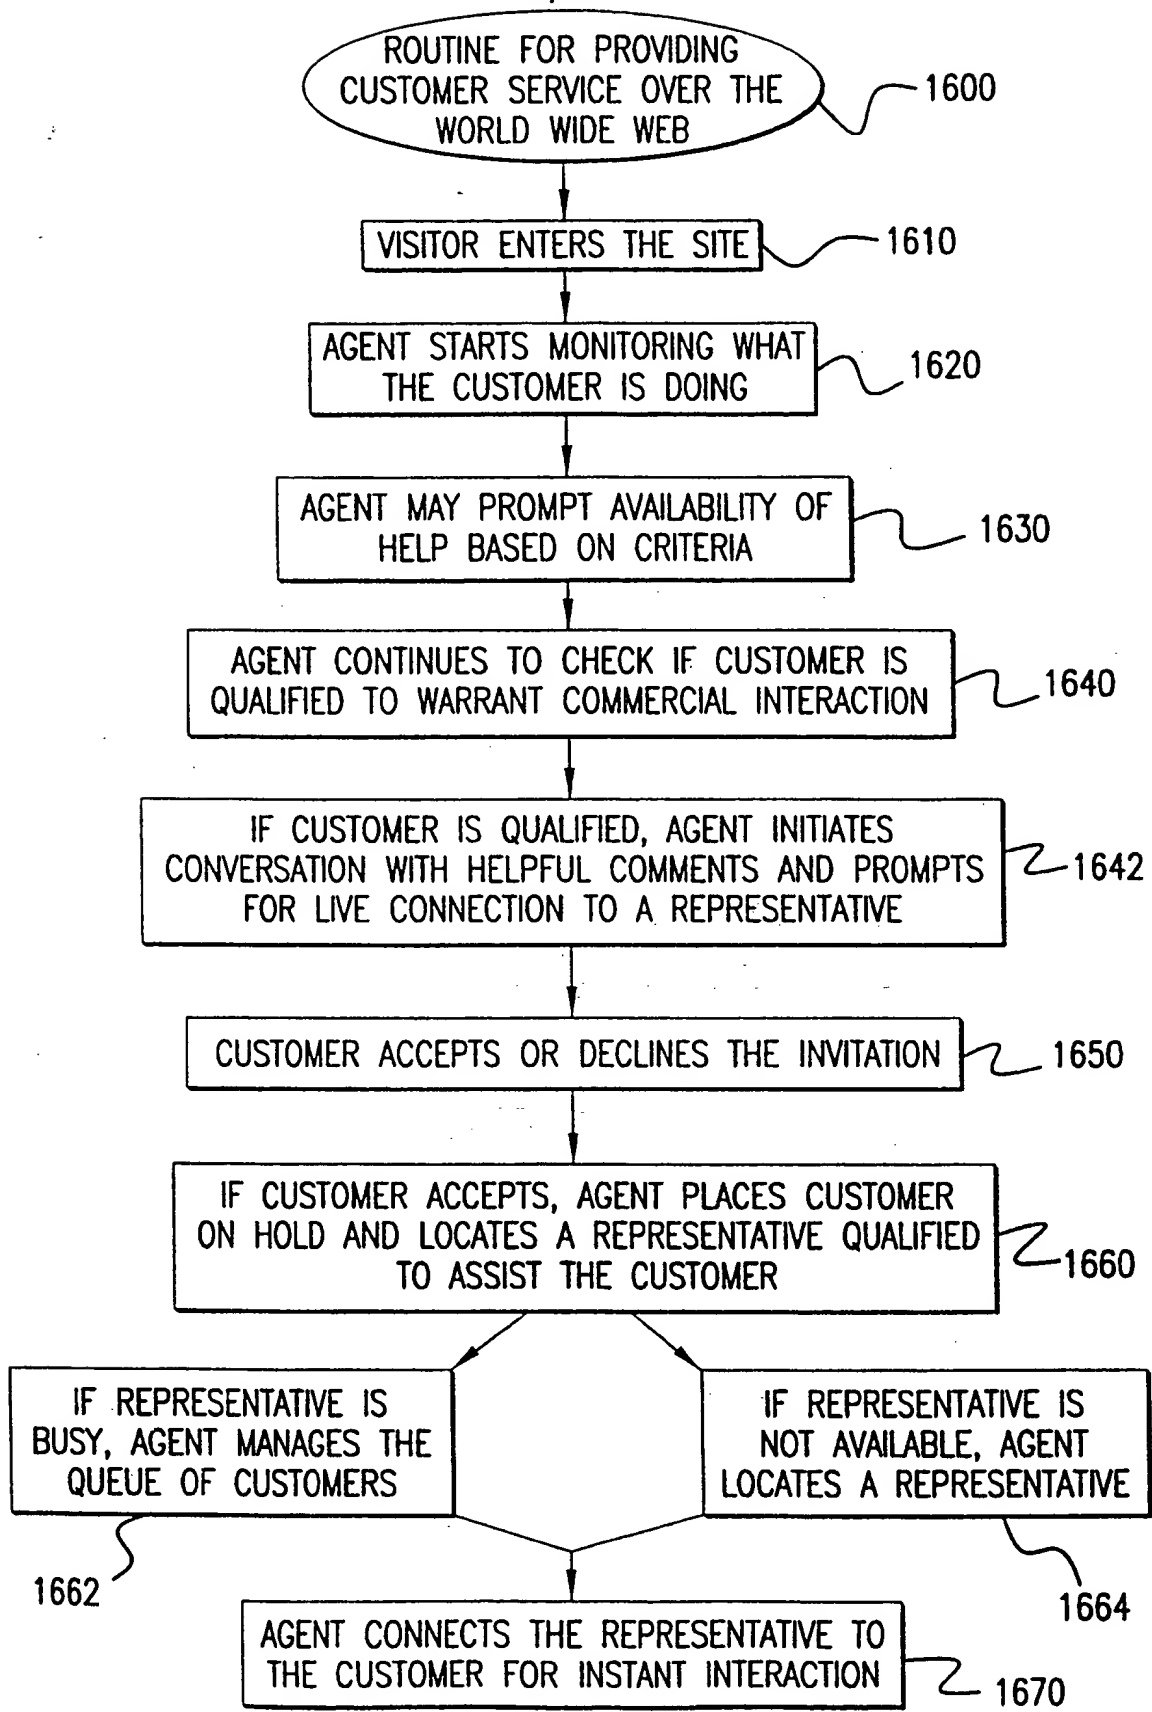 ROUTINE FOR PROVIDING
CUSTOMER SERVICE OVER THE
WORLD WIDE WEB
1600
VISITOR ENTERS THE SITE
1610
AGENT STARTS MONITORING WHAT
THE CUSTOMER IS DOING
1620
AGENT MAY PROMPT AVAILABILITY OF
HELP BASED ON CRITERIA
1630
AGENT CONTINUES TO CHECK IF CUSTOMER IS
QUALIFIED TO WARRANT COMMERCIAL INTERACTION
1640
IF CUSTOMER IS QUALIFIED, AGENT INITIATES
CONVERSATION WITH HELPFUL COMMENTS AND PROMPTS
FOR LIVE CONNECTION TO A REPRESENTATIVE
1642
CUSTOMER ACCEPTS OR DECLINES THE INVITATION
1650
IF CUSTOMER ACCEPTS, AGENT PLACES CUSTOMER
ON HOLD AND LOCATES A REPRESENTATIVE QUALIFIED
TO ASSIST THE CUSTOMER
1660
IF REPRESENTATIVE IS
BUSY, AGENT MANAGES THE
QUEUE OF CUSTOMERS
1662
IF REPRESENTATIVE IS
NOT AVAILABLE, AGENT
LOCATES A REPRESENTATIVE
1664
AGENT CONNECTS THE REPRESENTATIVE TO
THE CUSTOMER FOR INSTANT INTERACTION
1670